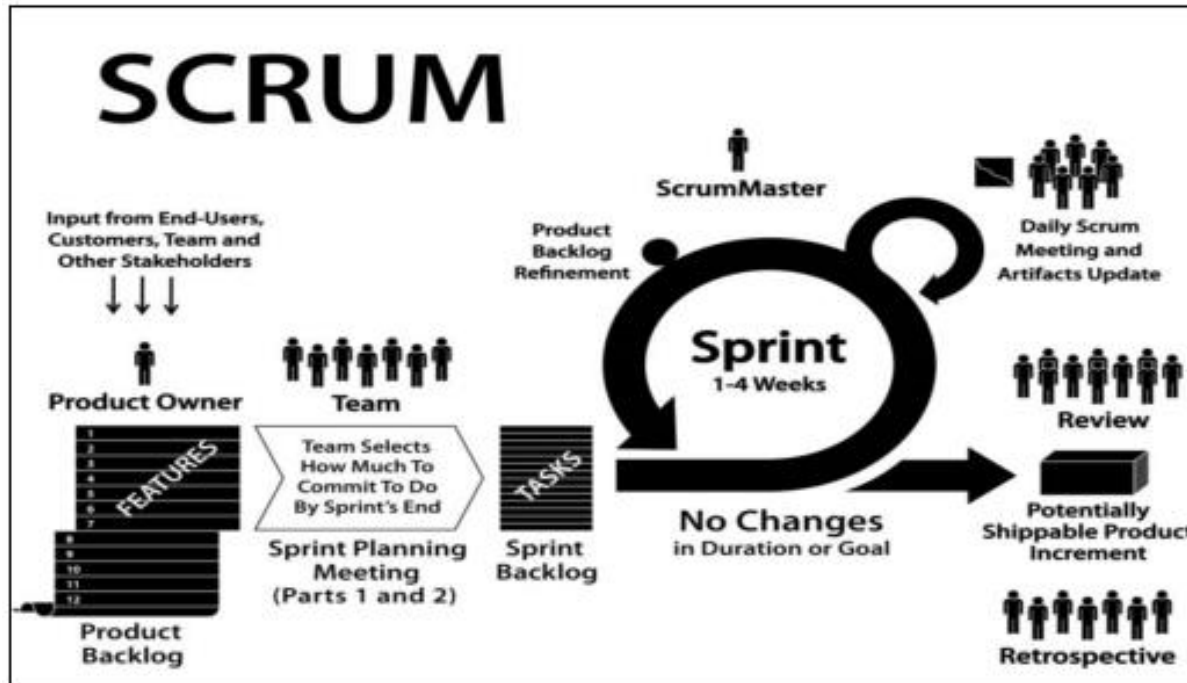 SCRUM
Input from End-Users,
Customers, Team and
Other Stakeholders
Product Owner
1
2
3
4
5
6
7
FEATURES
8
9
10
11
12
Product
Backlog
Team
Team Selects
How Much To
Commit To Do
By Sprint's End
Sprint Planning
Meeting
(Parts 1 and 2)
TASKS
Sprint
Backlog
ScrumMaster
Product
Backlog
Refinement
Sprint
1-4 Weeks
No Changes
in Duration or Goal
Daily Scrum
Meeting and
Artifacts Update
Review
Potentially
Shippable Product
Increment
Retrospective